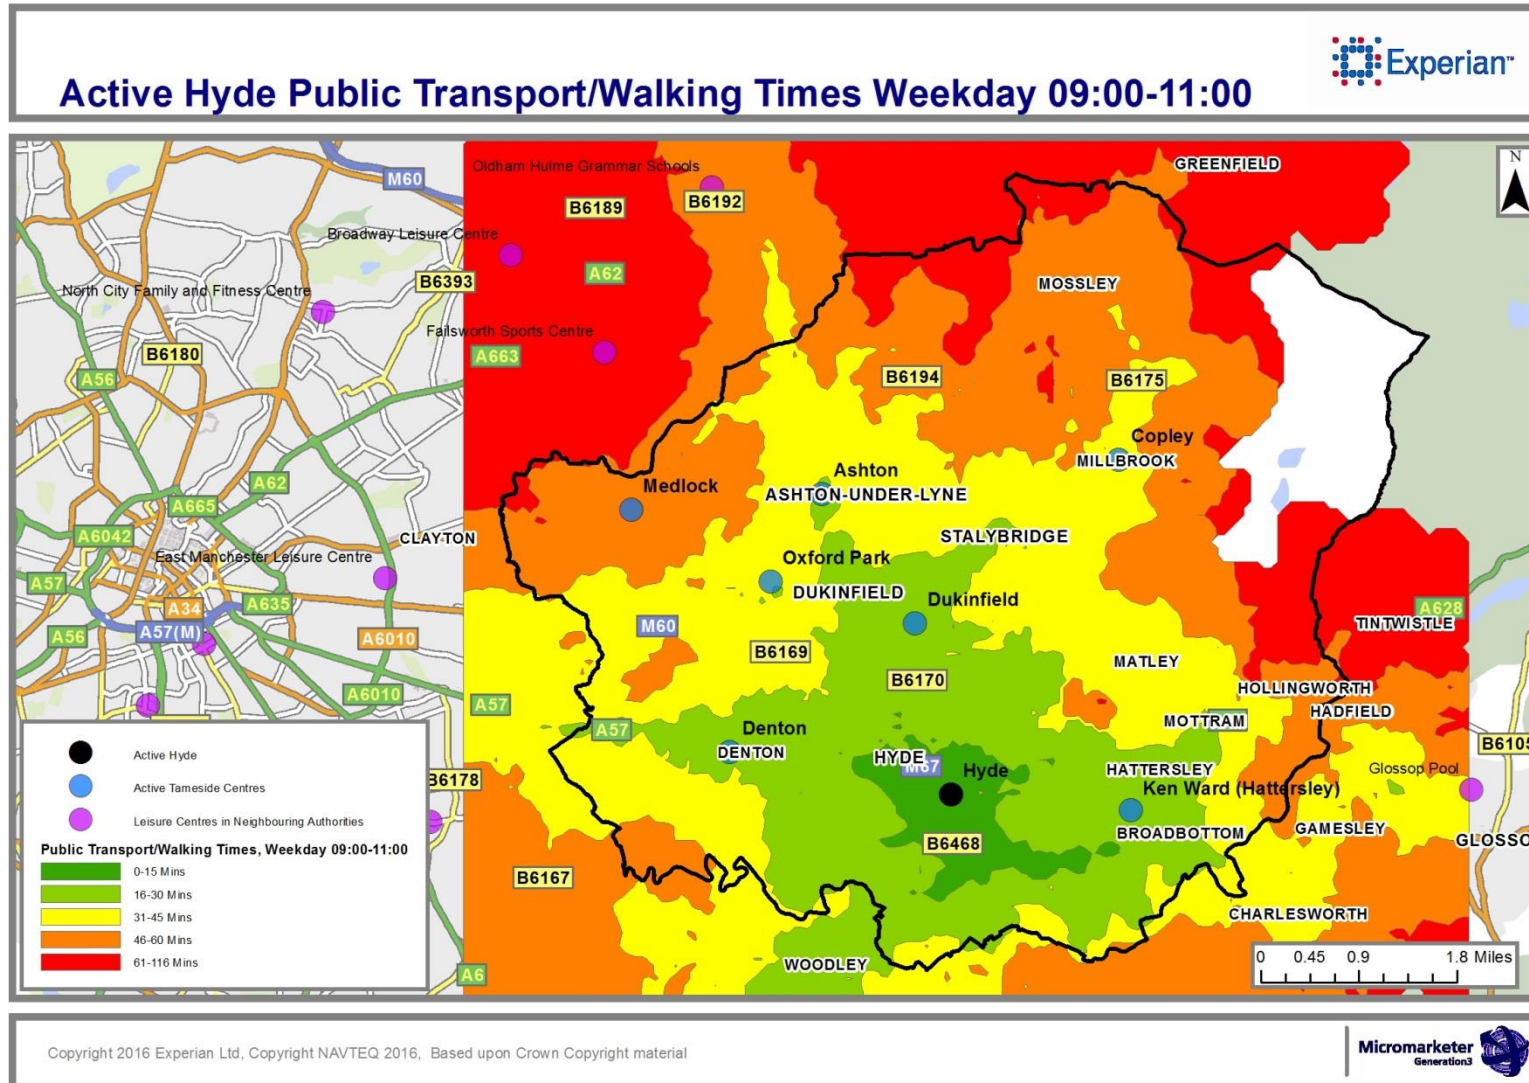 Active Hyde Public Transport/Walking Times Weekday 09:00-11:00
Experian™
Oldham Hulme Grammar Schools
GREENFIELD
N
M60
B6189
B6192
Broadway Leisure Centre
A62
B6393
MOSSLEY
North City Family and Fitness Centre
Failsworth Sports Centre
B6180
A663
A56
B6194
B6175
Copley
MILLBROOK
Ashton
ASHTON-UNDER-LYNE
Medlock
A62
A665
A6042
CLAYTON
STALYBRIDGE
East Manchester Leisure Centre
Oxford Park
DUKINFIELD
Dukinfield
A57
A34
A635
A628
TINTWISTLE
A56
A57(M)
A6010
M60
B6169
MATLEY
B6170
HOLLINGWORTH
A6010
A57
MOTTRAM
HADFIELD
A57
Denton
DENTON
HYDE
M67
Hyde
HATTERSLEY
B6105
Glossop Pool
B6178
Ken Ward (Hattersley)
BROADBOTTOM
GAMESLEY
B6468
GLOSSO
B6167
CHARLESWORTH
WOODLEY
A6
Active Hyde
Active Tameside Centres
Leisure Centres in Neighbouring Authorities
Public Transport/Walking Times, Weekday 09:00-11:00
0-15 Mins
16-30 Mins
31-45 Mins
46-60 Mins
61-116 Mins
0 0.45 0.9 1.8 Miles
Copyright 2016 Experian Ltd, Copyright NAVTEQ 2016, Based upon Crown Copyright material
Micromarketer
Generation3